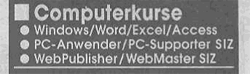 ■ Computerkurse
● Windows/Word/Excel/Access
● PC-Anwender/PC-Supporter SIZ
● WebPublisher/WebMaster SIZ